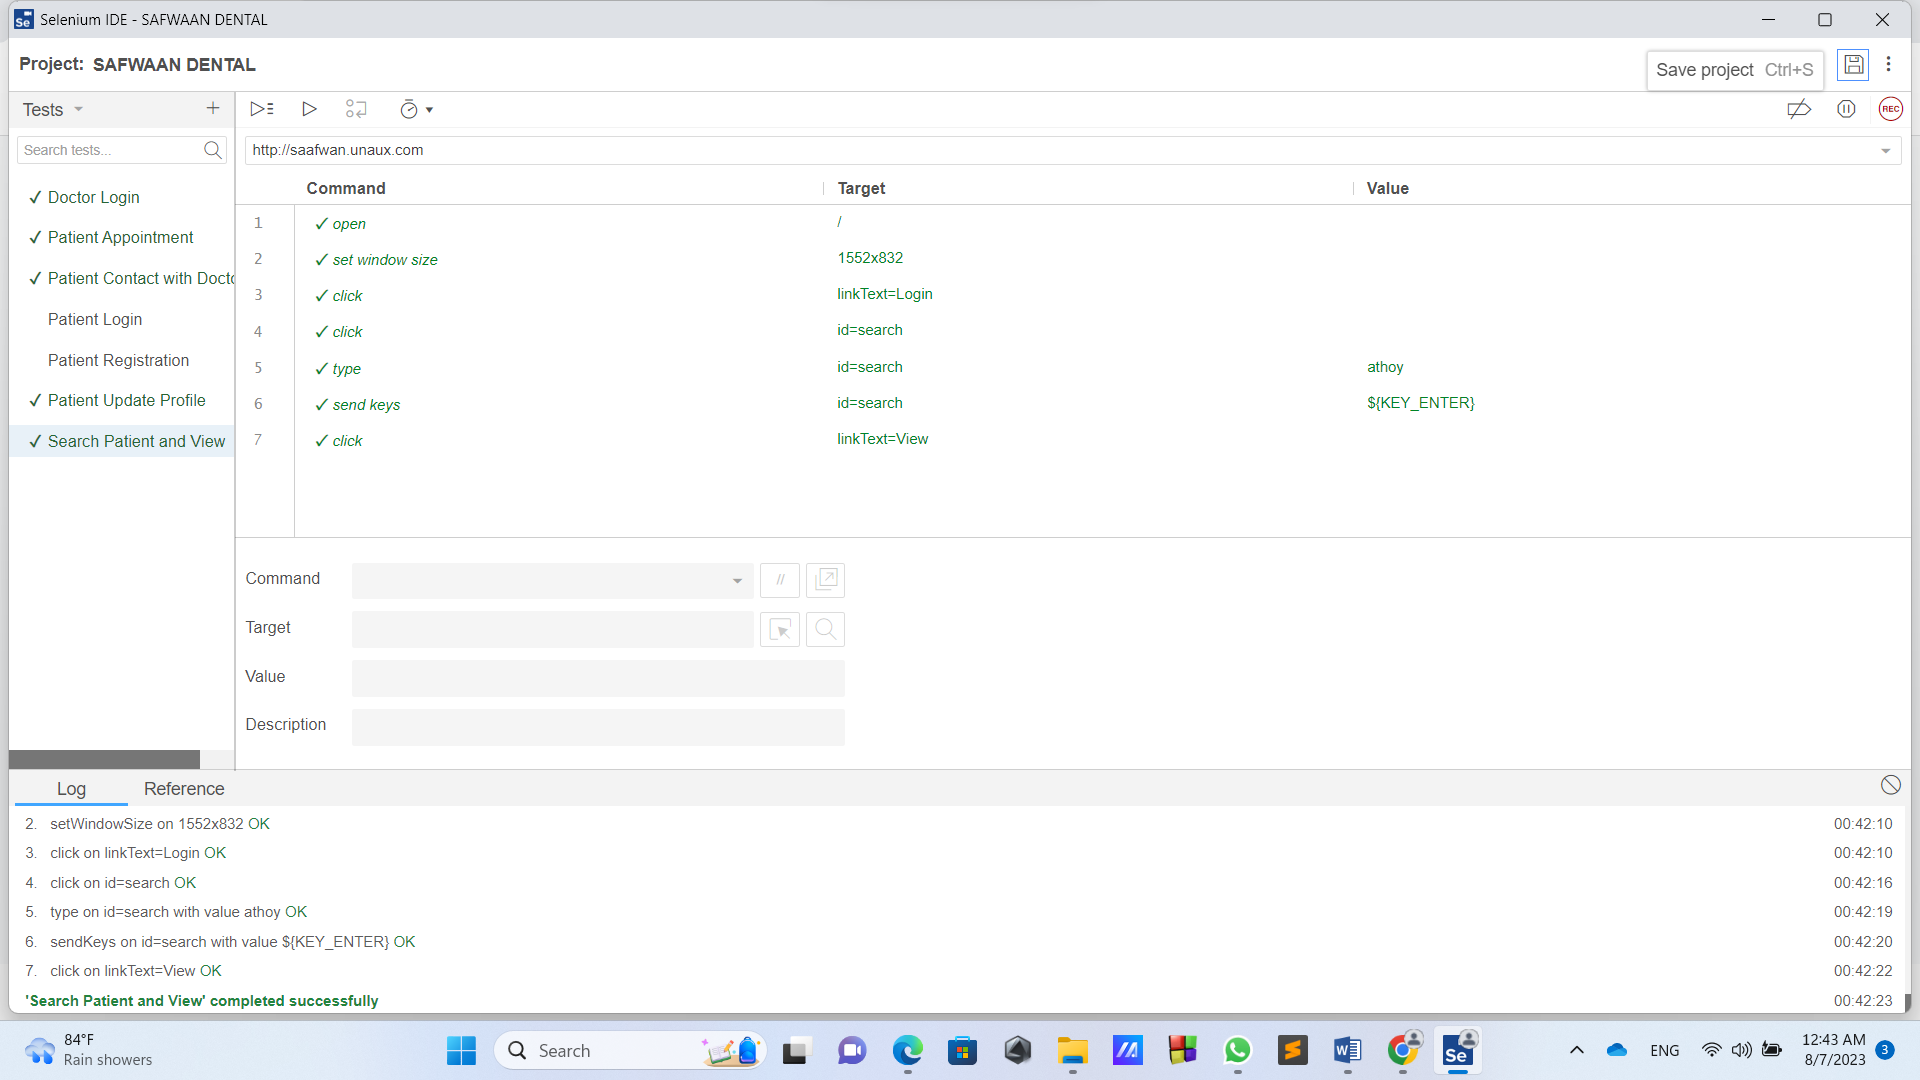 Selenium IDE - SAFWAAN DENTAL
Project: SAFWAAN DENTAL
Save project Ctrl+S
Tests
REC
Search tests...
http://saafwan.unaux.com
Command Target Value
Doctor Login
Patient Appointment
Patient Contact with Docto
Patient Login
Patient Registration
Patient Update Profile
Search Patient and View
1 ✓ open /
2 ✓ set window size 1552x832
3 ✓ click linkText=Login
4 ✓ click id=search
5 ✓ type id=search athoy
6 ✓ send keys id=search ${KEY_ENTER}
7 ✓ click linkText=View
Command //
Target
Value
Description
Log Reference
2. setWindowSize on 1552x832 OK 00:42:10
3. click on linkText=Login OK 00:42:10
4. click on id=search OK 00:42:16
5. type on id=search with value athoy OK 00:42:19
6. sendKeys on id=search with value ${KEY_ENTER} OK 00:42:20
7. click on linkText=View OK 00:42:22
'Search Patient and View' completed successfully 00:42:23
84°F
Rain showers
Search
Se
ENG
12:43 AM
8/7/2023
3